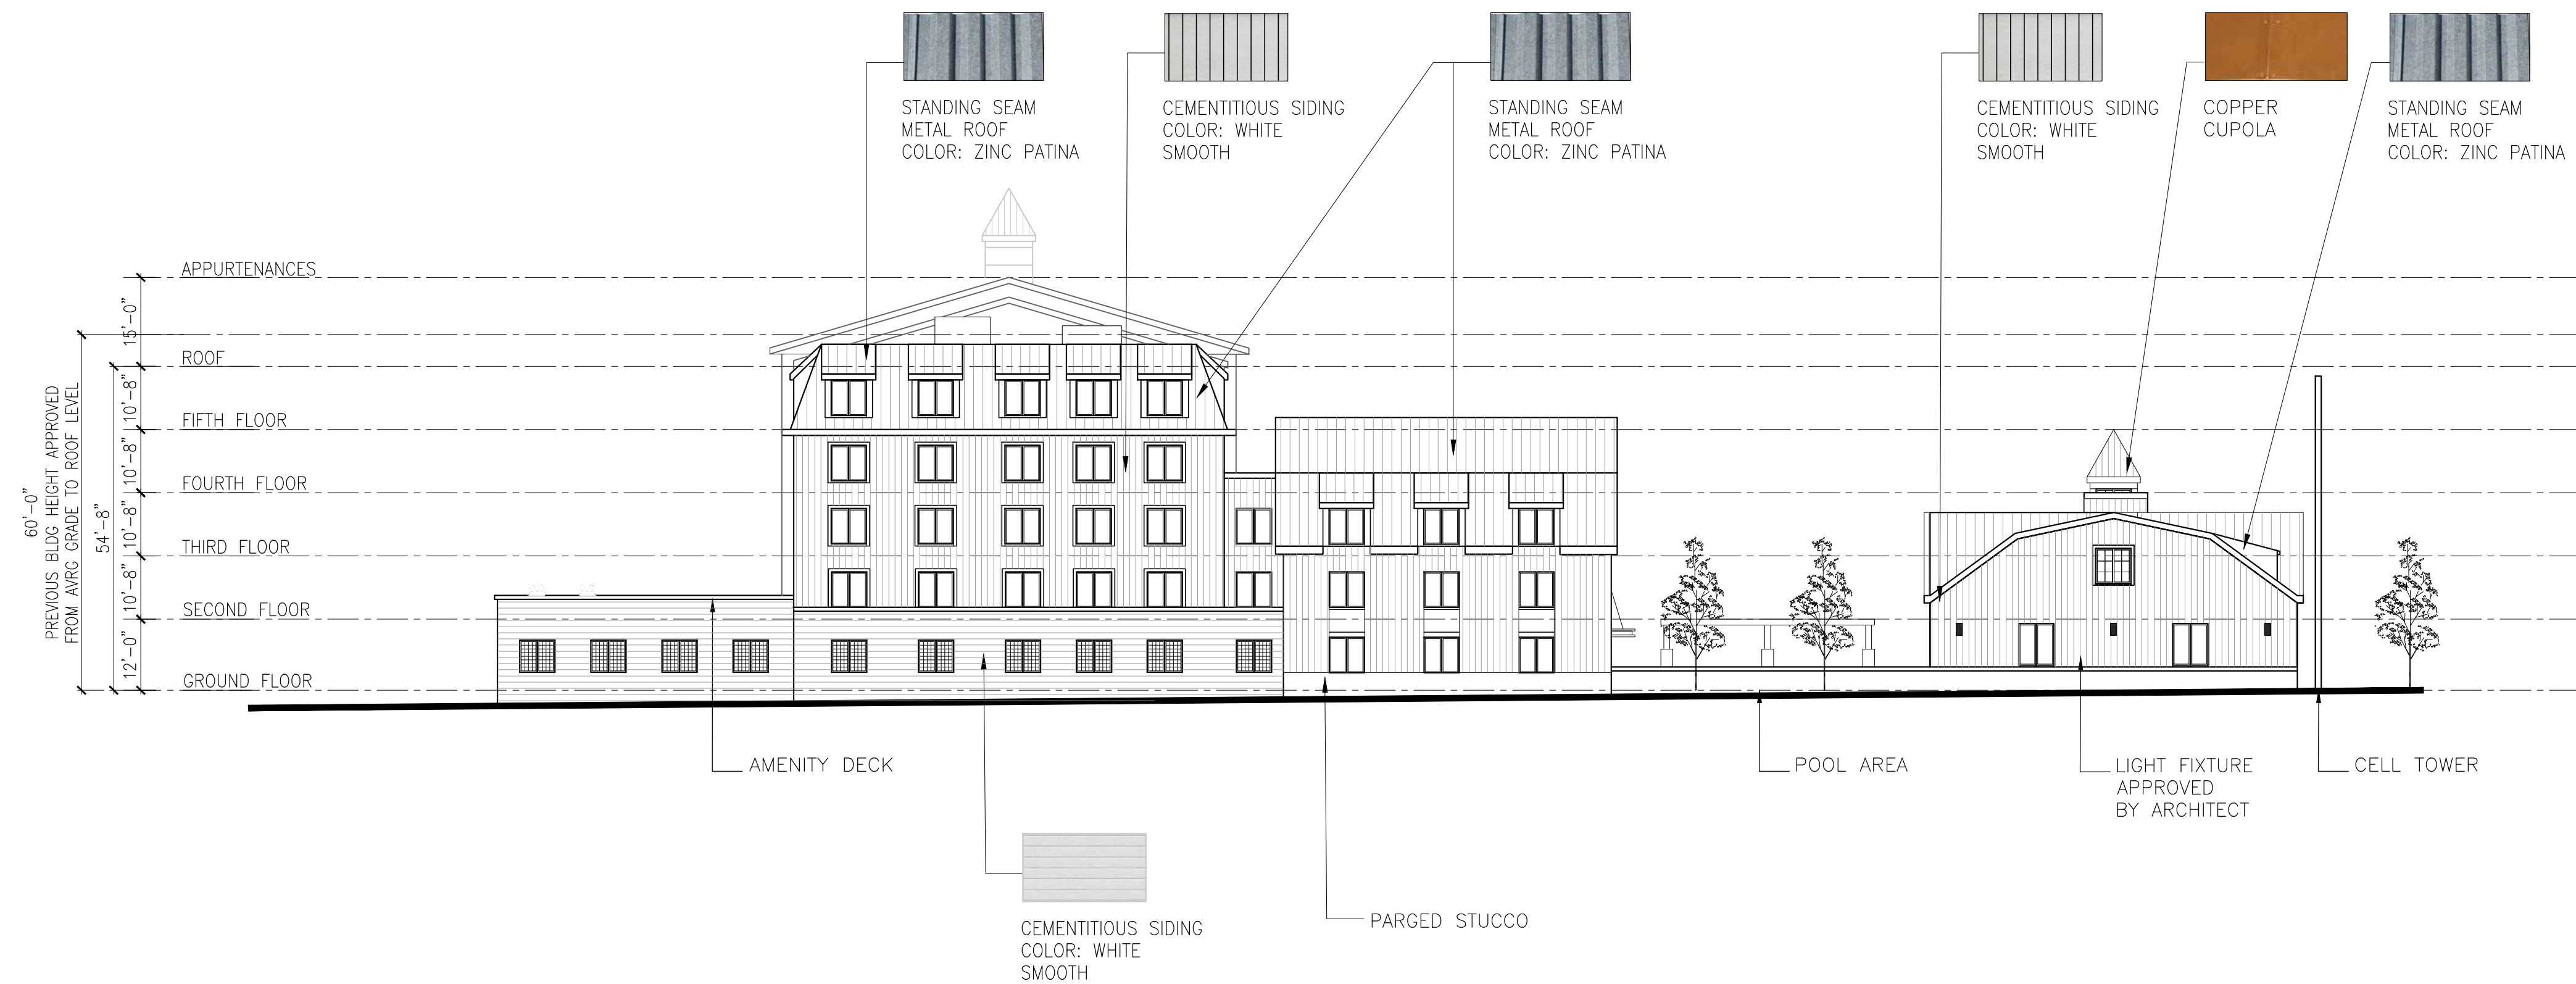 STANDING SEAM
METAL ROOF
COLOR: ZINC PATINA
CEMENTITIOUS SIDING
COLOR: WHITE
SMOOTH
STANDING SEAM
METAL ROOF
COLOR: ZINC PATINA
CEMENTITIOUS SIDING
COLOR: WHITE
SMOOTH
COPPER
CUPOLA
STANDING SEAM
METAL ROOF
COLOR: ZINC PATINA
APPURTENANCES
15'-0"
ROOF
10'-8"
FIFTH FLOOR
10'-8"
FOURTH FLOOR
10'-8"
THIRD FLOOR
10'-8"
SECOND FLOOR
12'-0"
GROUND FLOOR
54'-8"
60'-0"
PREVIOUS BLDG HEIGHT APPROVED
FROM AVRG GRADE TO ROOF LEVEL
AMENITY DECK
POOL AREA
LIGHT FIXTURE
APPROVED
BY ARCHITECT
CELL TOWER
CEMENTITIOUS SIDING
COLOR: WHITE
SMOOTH
PARGED STUCCO